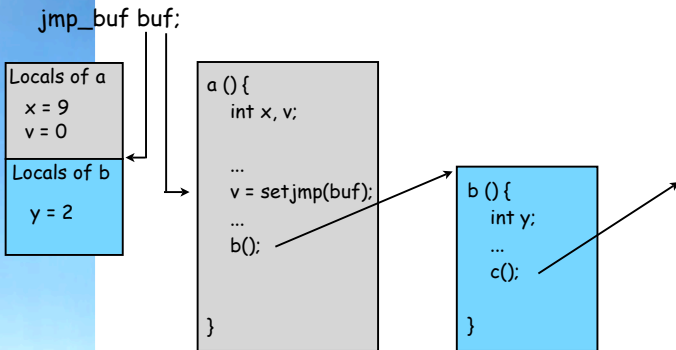 jmp_buf buf;
Locals of a
x = 9
v = 0
Locals of b
y = 2
a () {
int x, v;
...
v = setjmp(buf);
...
b();
}
b () {
int y;
...
c();
}